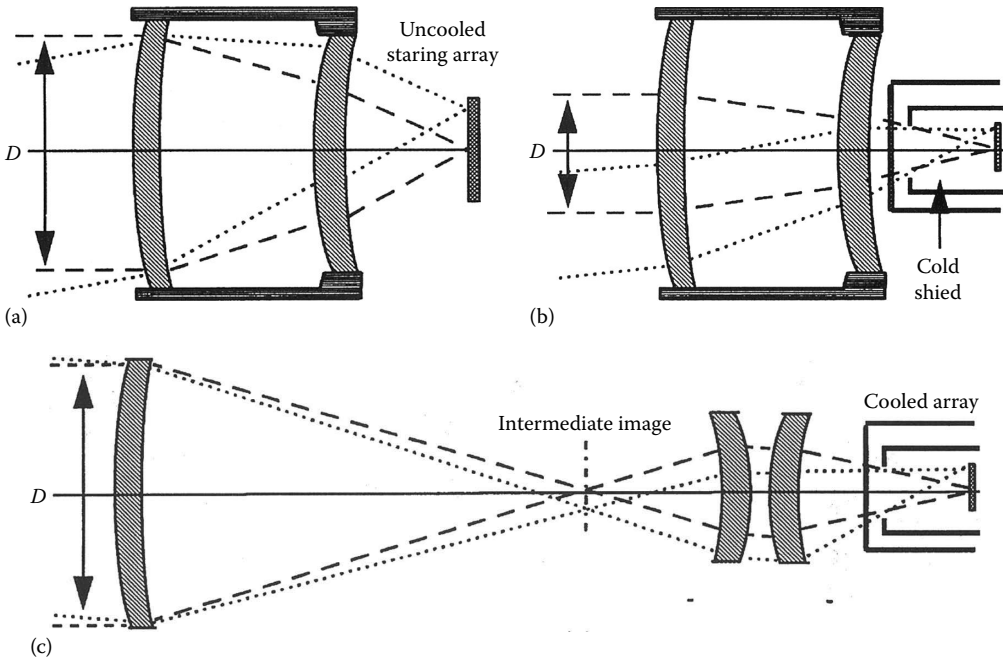 Uncooled
staring array
D
(a)
D
Cold
shied
(b)
Intermediate image
Cooled array
D
(c)